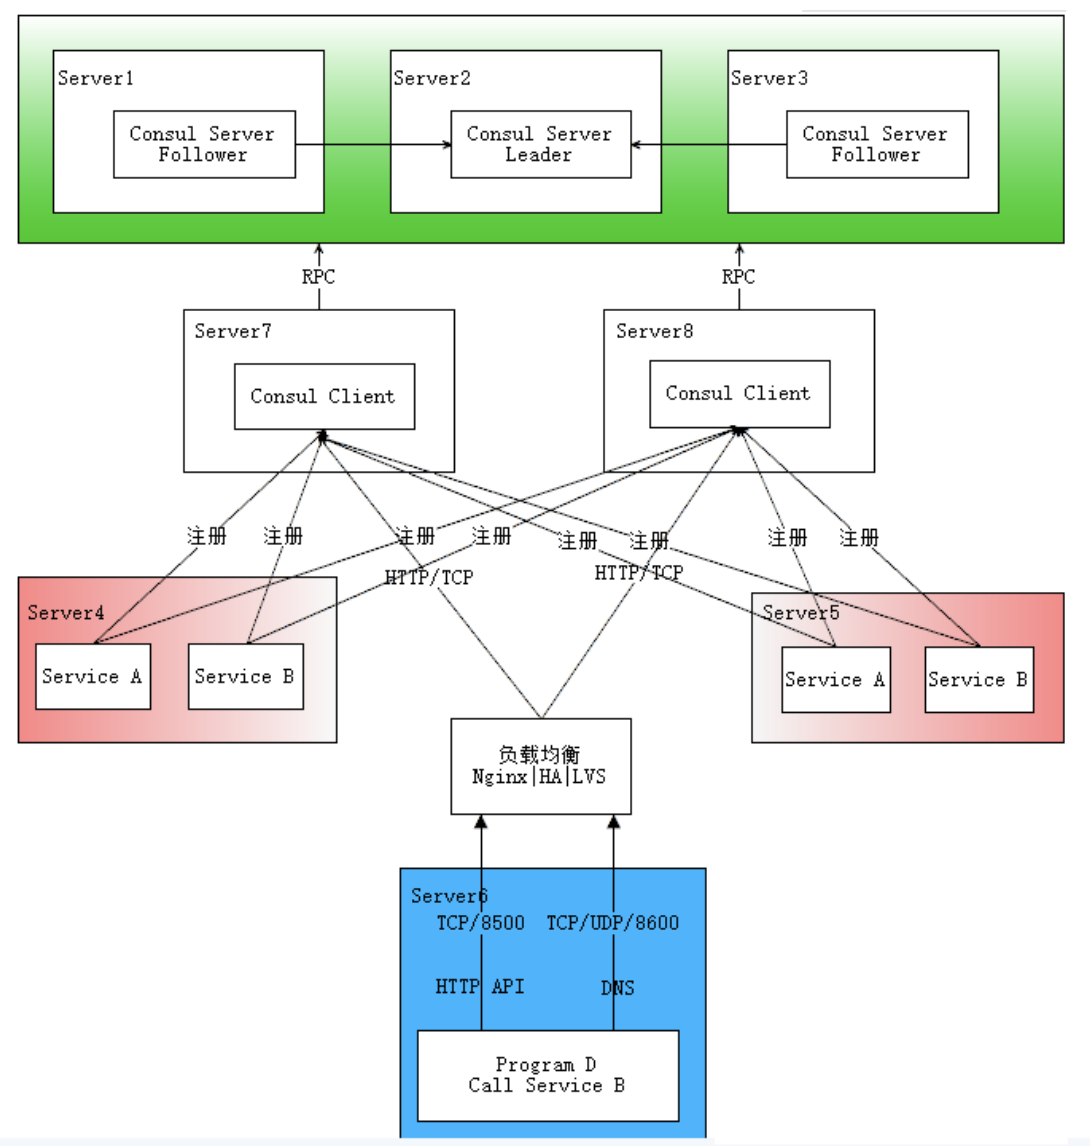 Server1
Server2
Server3
Consul Server
Follower
Consul Server
Leader
Consul Server
Follower
RPC
RPC
Server7
Server8
Consul Client
Consul Client
注册
注册
注册
注册
注册
注册
注册
注册
HTTP/TCP
HTTP/TCP
Server4
Server5
Service A
Service B
Service A
Service B
负载均衡
Nginx|HA|LVS
Server6
TCP/8500
TCP/UDP/8600
HTTP API
DNS
Program D
Call Service B